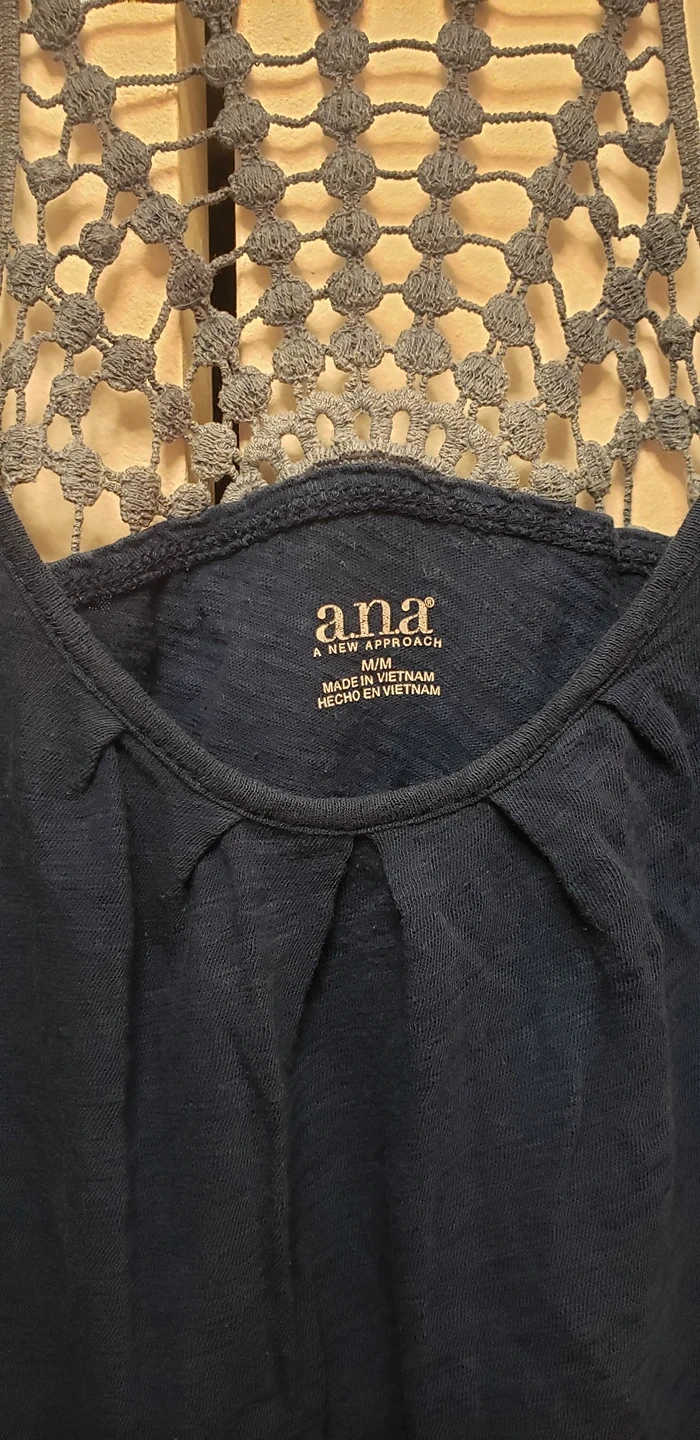 a.n.a®
A NEW APPROACH
M/M
MADE IN VIETNAM
HECHO EN VIETNAM